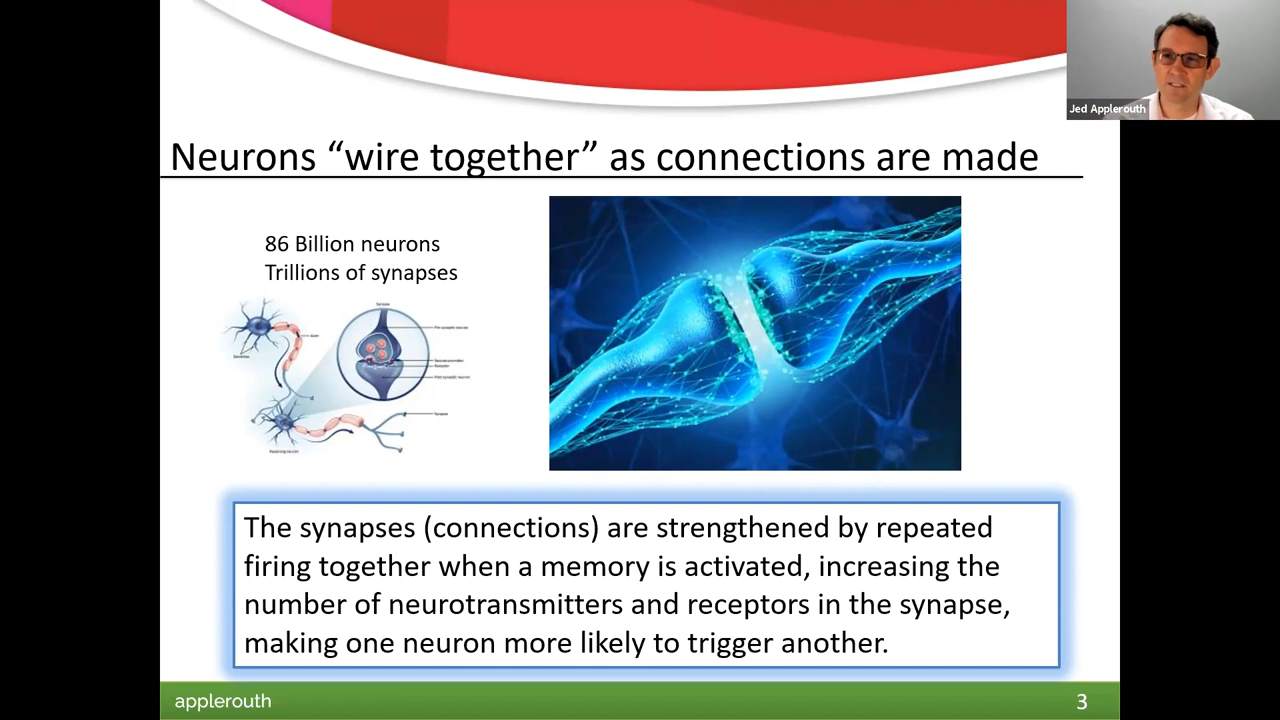 Jed Applerouth
Neurons “wire together” as connections are made
86 Billion neurons
Trillions of synapses
Synapse
The synapses (connections) are strengthened by repeated
firing together when a memory is activated, increasing the
number of neurotransmitters and receptors in the synapse,
making one neuron more likely to trigger another.
applerouth
3